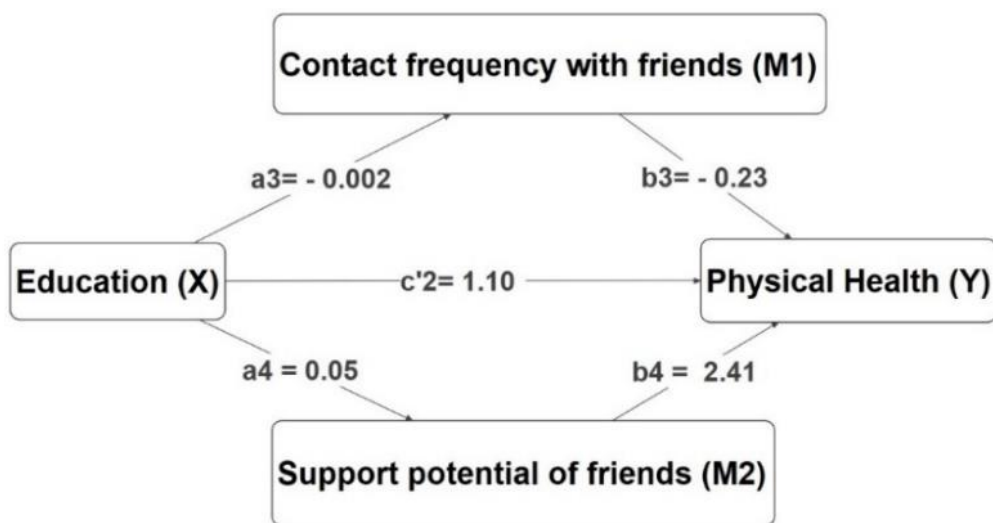 Contact frequency with friends (M1)
a3= - 0.002
b3= - 0.23
Education (X)
c'2= 1.10
Physical Health (Y)
a4 = 0.05
b4 =  2.41
Support potential of friends (M2)